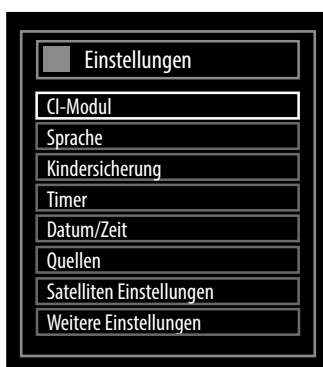 Einstellungen
CI-Modul
Sprache
Kindersicherung
Timer
Datum/Zeit
Quellen
Satelliten Einstellungen
Weitere Einstellungen